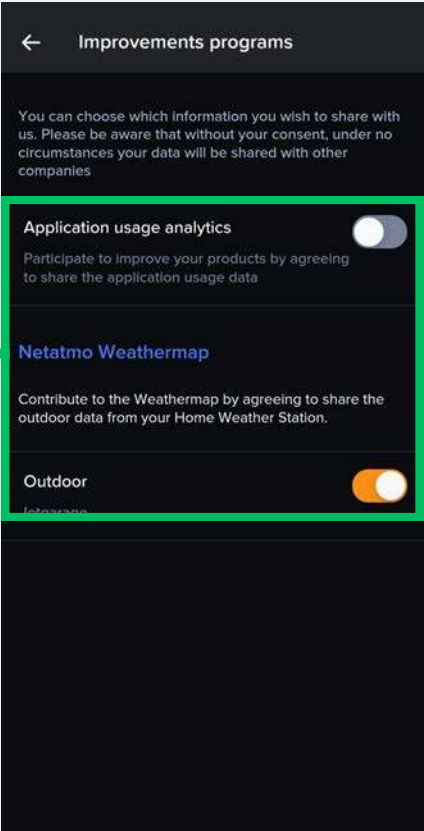 Improvements programs
You can choose which information you wish to share with
us. Please be aware that without your consent, under no
circumstances your data will be shared with other
companies
Application usage analytics
Participate to improve your products by agreeing
to share the application usage data
Netatmo Weathermap
Contribute to the Weathermap by agreeing to share the
outdoor data from your Home Weather Station.
Outdoor